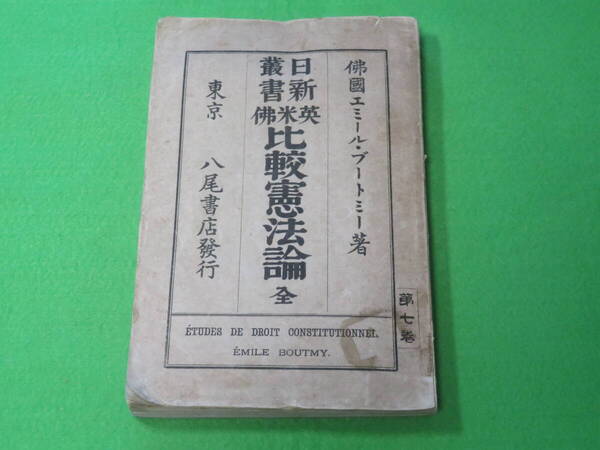 佛國エミール・ブートミー著
日新
叢書
英米佛
比較憲法論
全
東京 八尾書店發行
ÉTUDES DE DROIT CONSTITUTIONNEL.
ÉMILE BOUTMY.
第七卷